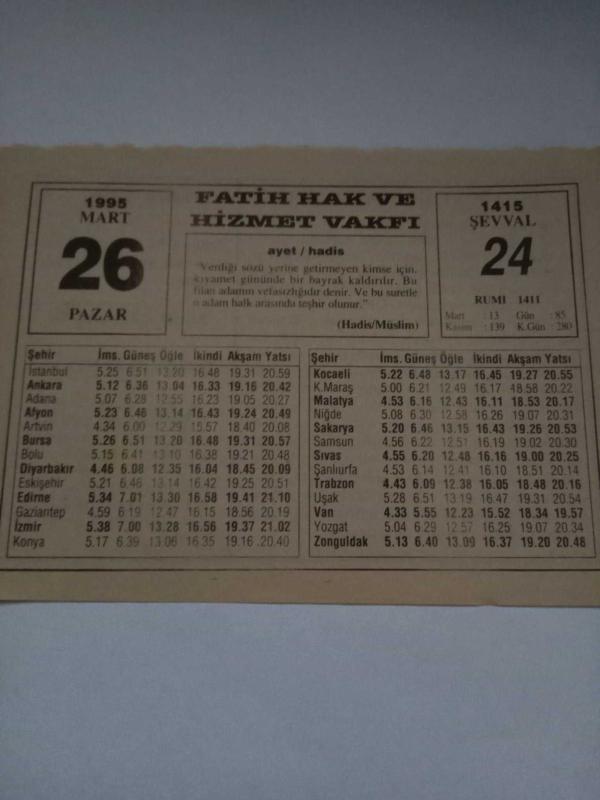 1995
MART
26
PAZAR
FATİH HAK VE
HİZMET VAKFI
ayet / hadis
"Verdiği sözü yerine getirmeyen kimse için,
kıyamet gününde bir bayrak kaldırdır. Bu
filan adamın vefasızlığıdır denir. Ve bu suretle
o adam halk arasında teşhir olunur."
(Hadis/Müslim)
1415
ŞEVVAL
24
RUMİ 1411
Mart : 13 Gün : 85
Kasım : 139 K.Gün : 280
Şehir İms. Güneş Öğle İkindi Akşam Yatsı
İstanbul 5.25 6.51 13.20 16.48 19.31 20.59
Ankara 5.12 6.36 13.04 16.33 19.16 20.42
Adana 5.07 6.28 12.55 16.23 19.05 20.27
Afyon 5.23 6.46 13.14 16.43 19.24 20.49
Artvin 4.34 6.00 12.29 15.57 18.40 20.08
Bursa 5.26 6.51 13.20 16.48 19.31 20.57
Bolu 5.15 6.41 13.10 16.38 19.21 20.48
Diyarbakır 4.46 6.08 12.35 16.04 18.45 20.09
Eskişehir 5.21 6.46 13.14 16.42 19.25 20.51
Edirne 5.34 7.01 13.30 16.58 19.41 21.10
Gaziantep 4.59 6.19 12.47 16.15 18.56 20.19
İzmir 5.38 7.00 13.28 16.56 19.37 21.02
Konya 5.17 6.39 13.06 16.35 19.16 20.40
Şehir İms. Güneş Öğle İkindi Akşam Yatsı
Kocaeli 5.22 6.48 13.17 16.45 19.27 20.55
K.Maraş 5.00 6.21 12.49 16.17 48.58 20.22
Malatya 4.53 6.16 12.43 16.11 18.53 20.17
Niğde 5.08 6.30 12.58 16.26 19.07 20.31
Sakarya 5.20 6.46 13.15 16.43 19.26 20.53
Samsun 4.56 6.22 12.51 16.19 19.02 20.30
Sıvas 4.55 6.20 12.48 16.16 19.00 20.25
Şanlıurfa 4.53 6.14 12.41 16.10 18.51 20.14
Trabzon 4.43 6.09 12.38 16.05 18.48 20.16
Uşak 5.28 6.51 13.19 16.47 19.31 20.54
Van 4.33 5.55 12.23 15.52 18.34 19.57
Yozgat 5.04 6.29 12.57 16.25 19.07 20.34
Zonguldak 5.13 6.40 13.09 16.37 19.20 20.48